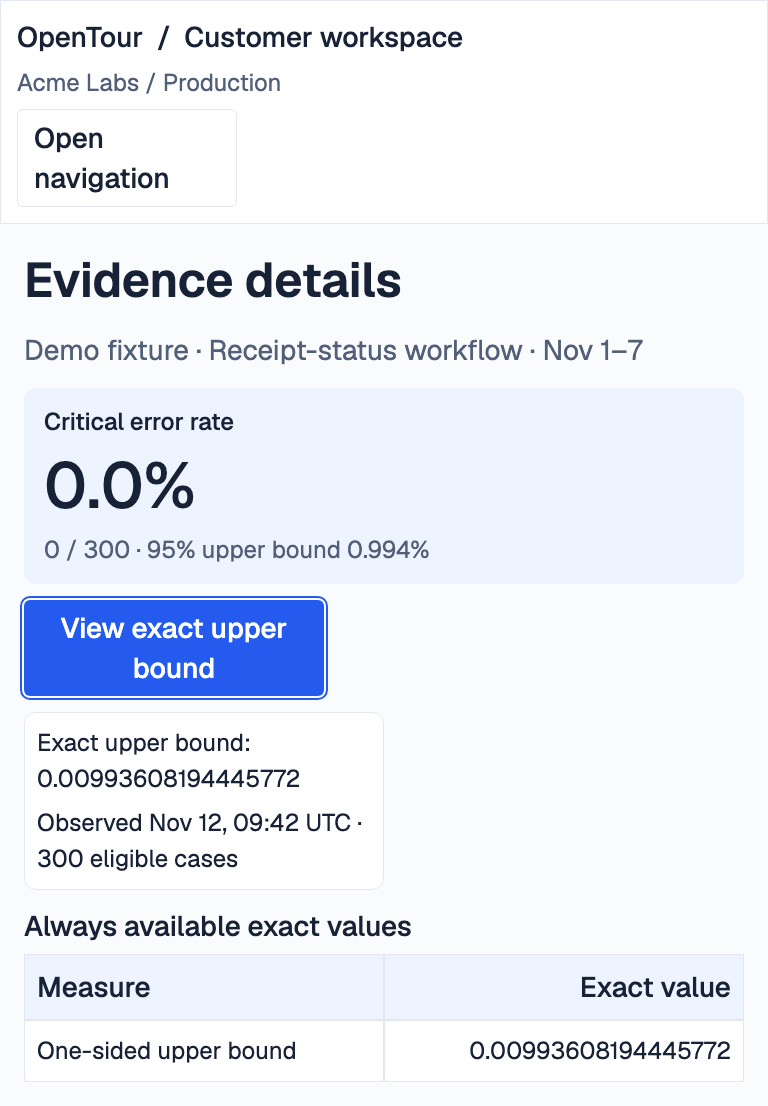 OpenTour / Customer workspace
Acme Labs / Production
Open
navigation
Evidence details
Demo fixture · Receipt-status workflow · Nov 1–7
Critical error rate
0.0%
0 / 300 · 95% upper bound 0.994%
View exact upper
bound
Exact upper bound:
0.00993608194445772
Observed Nov 12, 09:42 UTC ·
300 eligible cases
Always available exact values
Measure Exact value
One-sided upper bound 0.00993608194445772